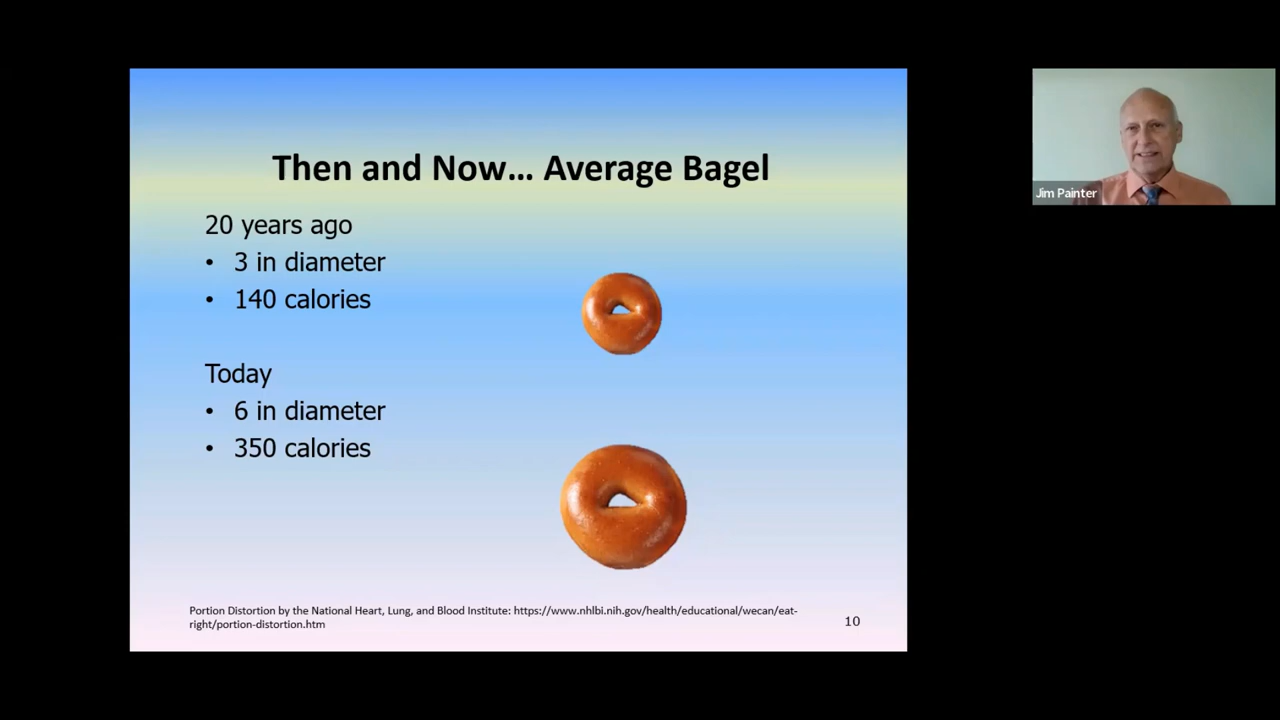 Then and Now... Average Bagel
20 years ago
• 3 in diameter
• 140 calories
Today
• 6 in diameter
• 350 calories
Portion Distortion by the National Heart, Lung, and Blood Institute: https://www.nhlbi.nih.gov/health/educational/wecan/eat-
right/portion-distortion.htm
10
Jim Painter